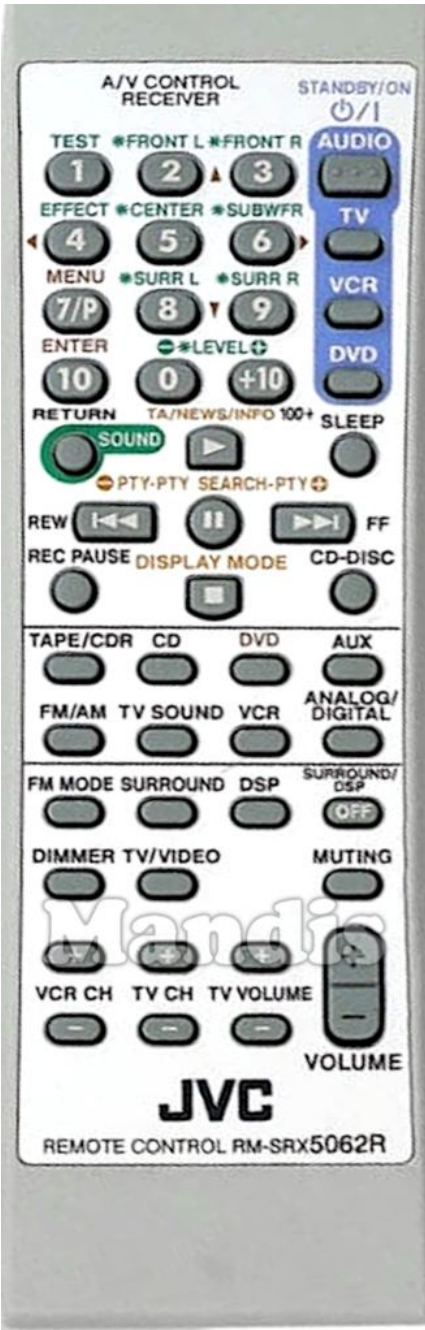 A/V CONTROL
RECEIVER
STANDBY/ON
⏻/I
TEST ✳FRONT L ✳FRONT R AUDIO
1 2 3
EFFECT ✳CENTER ✳SUBWFR TV
4 5 6
MENU ✳SURR L ✳SURR R VCR
7/P 8 9
ENTER ⊖✳LEVEL⊕ DVD
10 0 +10
RETURN TA/NEWS/INFO 100+ SLEEP
SOUND
⊖PTY-PTY SEARCH-PTY⊕
REW FF
REC PAUSE DISPLAY MODE CD-DISC
TAPE/CDR CD DVD AUX
FM/AM TV SOUND VCR ANALOG/
DIGITAL
FM MODE SURROUND DSP SURROUND/
DSP
OFF
DIMMER TV/VIDEO MUTING
Mandis
+ + +
VCR CH TV CH TV VOLUME
− − − −
VOLUME
JVC
REMOTE CONTROL RM-SRX5062R